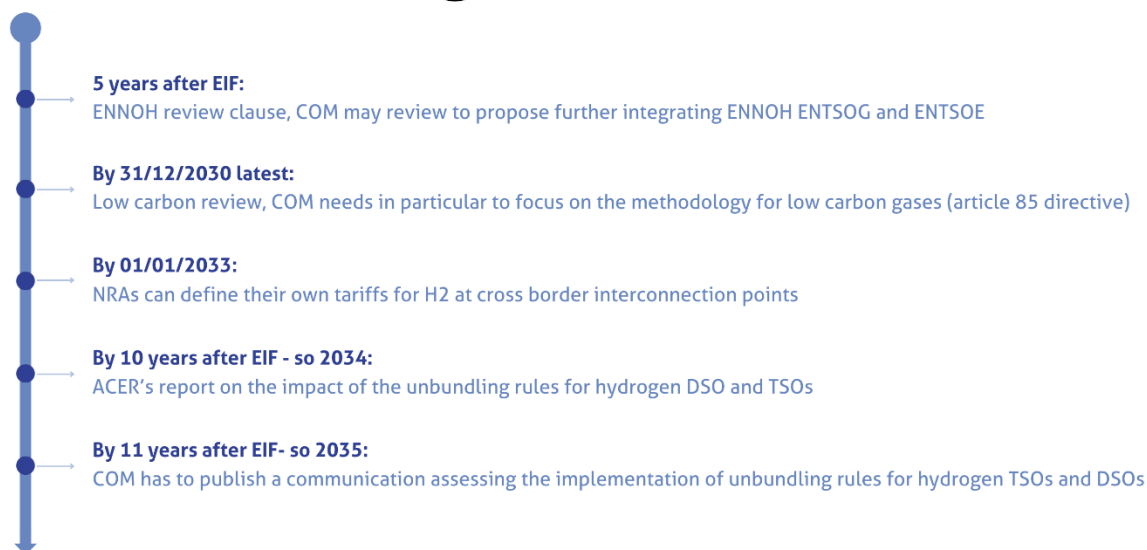 5 years after EIF:
ENNOH review clause, COM may review to propose further integrating ENNOH ENTSOG and ENTSOE
By 31/12/2030 latest:
Low carbon review, COM needs in particular to focus on the methodology for low carbon gases (article 85 directive)
By 01/01/2033:
NRAs can define their own tariffs for H2 at cross border interconnection points
By 10 years after EIF - so 2034:
ACER's report on the impact of the unbundling rules for hydrogen DSO and TSOs
By 11 years after EIF- so 2035:
COM has to publish a communication assessing the implementation of unbundling rules for hydrogen TSOs and DSOs